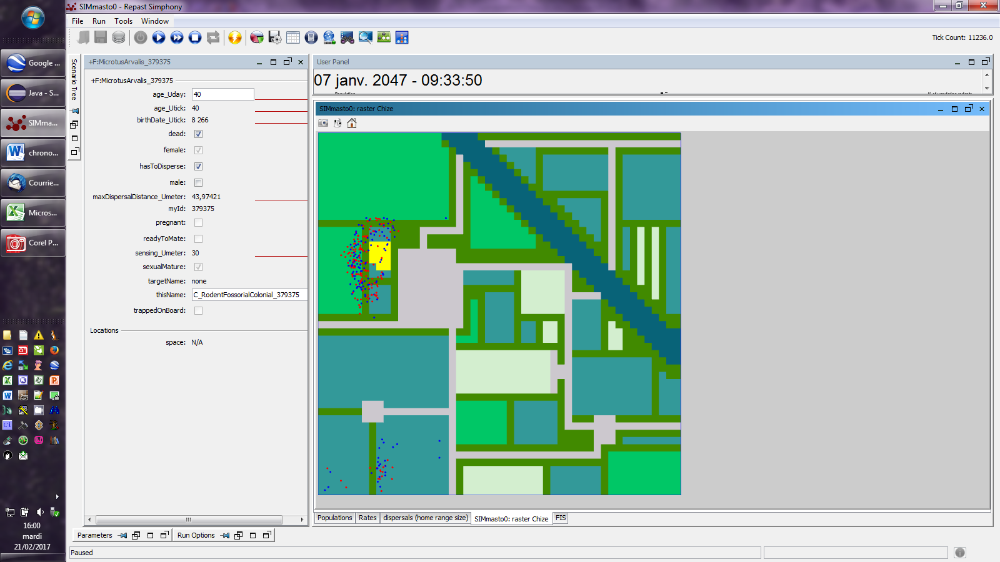 SIMmasto0 - Repast Simphony
File Run Tools Window
Tick Count: 11236.0
Google ...
Java - S...
SIMma...
chrono...
Courrie...
Micros...
Corel P...
16:00
mardi
21/02/2017
Scenario Tree
+F:MicrotusArvalis_379375
+F:MicrotusArvalis_379375
age_Uday: 40
age_Utick: 40
birthDate_Utick: 8 266
dead:
female:
hasToDisperse:
male:
maxDispersalDistance_Umeter: 43,97421
myId: 379375
pregnant:
readyToMate:
sensing_Umeter: 30
sexualMature:
targetName: none
thisName: C_RodentFossorialColonial_379375
trappedOnBoard:
Locations
space: N/A
User Panel
07 janv. 2047 - 09:33:50
SIMmasto0: raster Chize
Populations Rates dispersals (home range size) SIMmasto0: raster Chize FIS
Parameters Run Options
Paused